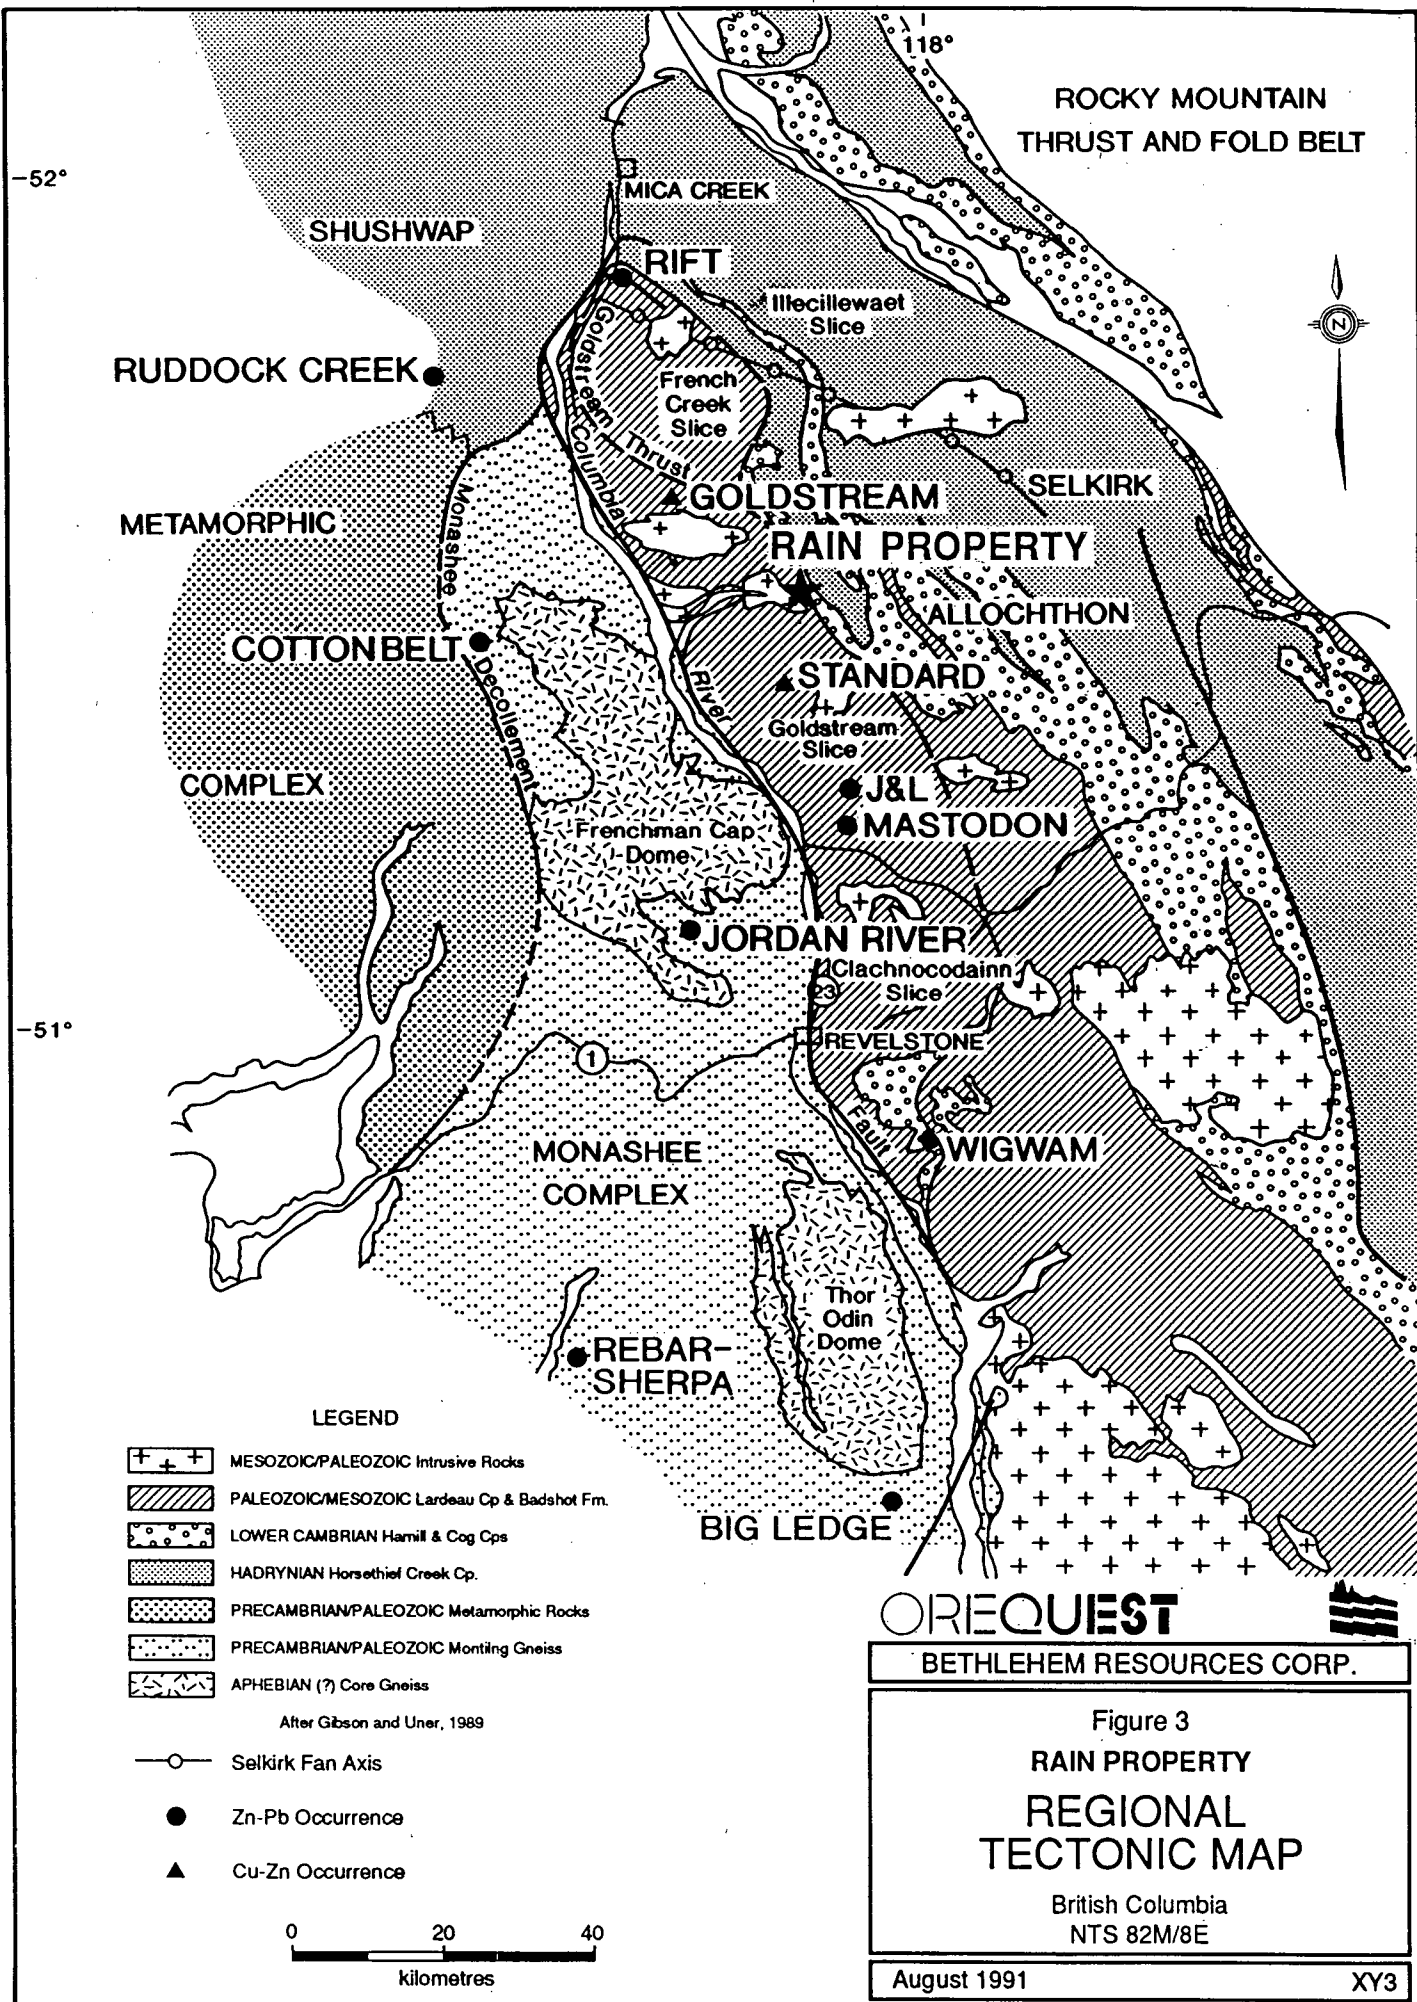 118°
ROCKY MOUNTAIN
THRUST AND FOLD BELT
52°
MICA CREEK
SHUSHWAP
RIFT
Illecillewaet
Slice
N
RUDDOCK CREEK
Goldstream Thrust
French
Creek
Slice
Columbia
SELKIRK
GOLDSTREAM
Monashee
METAMORPHIC
RAIN PROPERTY
ALLOCHTHON
COTTONBELT
Decollement
River
STANDARD
Goldstream
Slice
COMPLEX
J&L
MASTODON
Frenchman Cap
Dome
JORDAN RIVER
Clachnocodainn
Slice
23
51°
REVELSTONE
1
Fault
WIGWAM
MONASHEE
COMPLEX
Thor
Odin
Dome
REBAR-
SHERPA
BIG LEDGE
LEGEND
MESOZOIC/PALEOZOIC Intrusive Rocks
PALEOZOIC/MESOZOIC Lardeau Cp & Badshot Fm.
LOWER CAMBRIAN Hamill & Cog Cps
HADRYNIAN Horsethief Creek Cp.
PRECAMBRIAN/PALEOZOIC Metamorphic Rocks
PRECAMBRIAN/PALEOZOIC Montling Gneiss
APHEBIAN (?) Core Gneiss
After Gibson and Uner, 1989
Selkirk Fan Axis
Zn-Pb Occurrence
Cu-Zn Occurrence
0 20 40
kilometres
OREQUEST
BETHLEHEM RESOURCES CORP.
Figure 3
RAIN PROPERTY
REGIONAL
TECTONIC MAP
British Columbia
NTS 82M/8E
August 1991 XY3